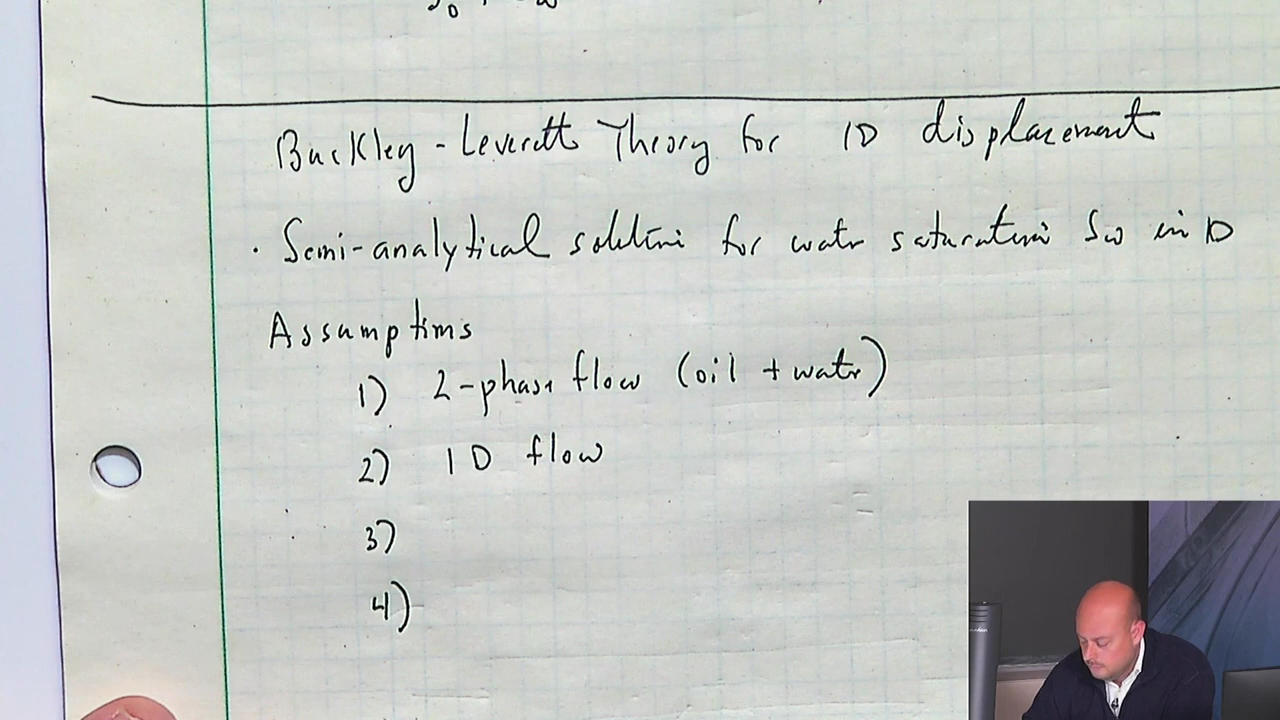 Buckley - Leverett Theory for 1D displacement
· Semi-analytical solution for water saturation Sw in 1D
Assumptions
1) 2-phase flow (oil + water)
2) 1D flow
3)
4)